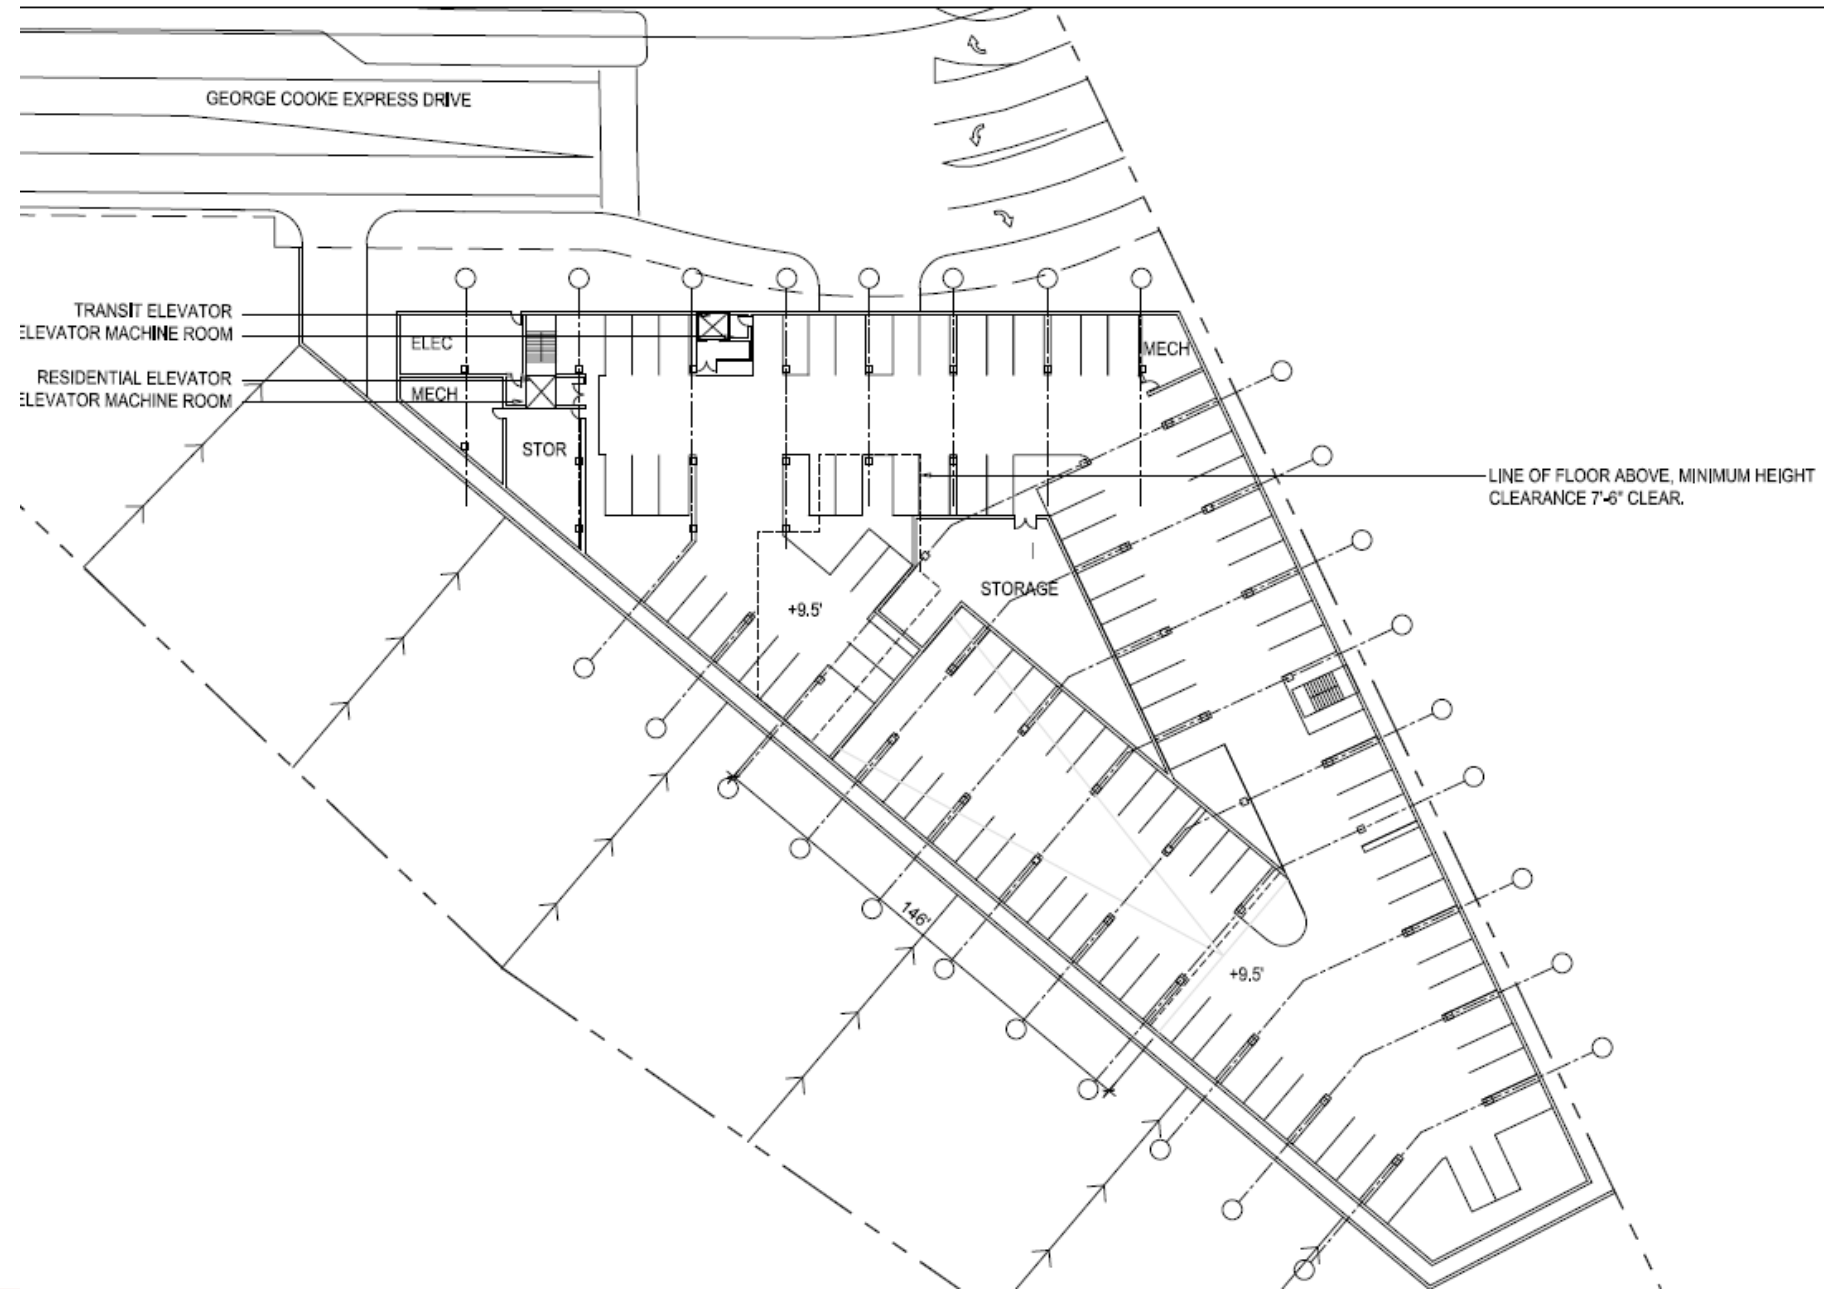 GEORGE COOKE EXPRESS DRIVE
TRANSIT ELEVATOR
ELEVATOR MACHINE ROOM
ELEC
MECH
RESIDENTIAL ELEVATOR
ELEVATOR MACHINE ROOM
MECH
STOR
LINE OF FLOOR ABOVE, MINIMUM HEIGHT
CLEARANCE 7'-6" CLEAR.
STORAGE
+9.5'
146'
+9.5'